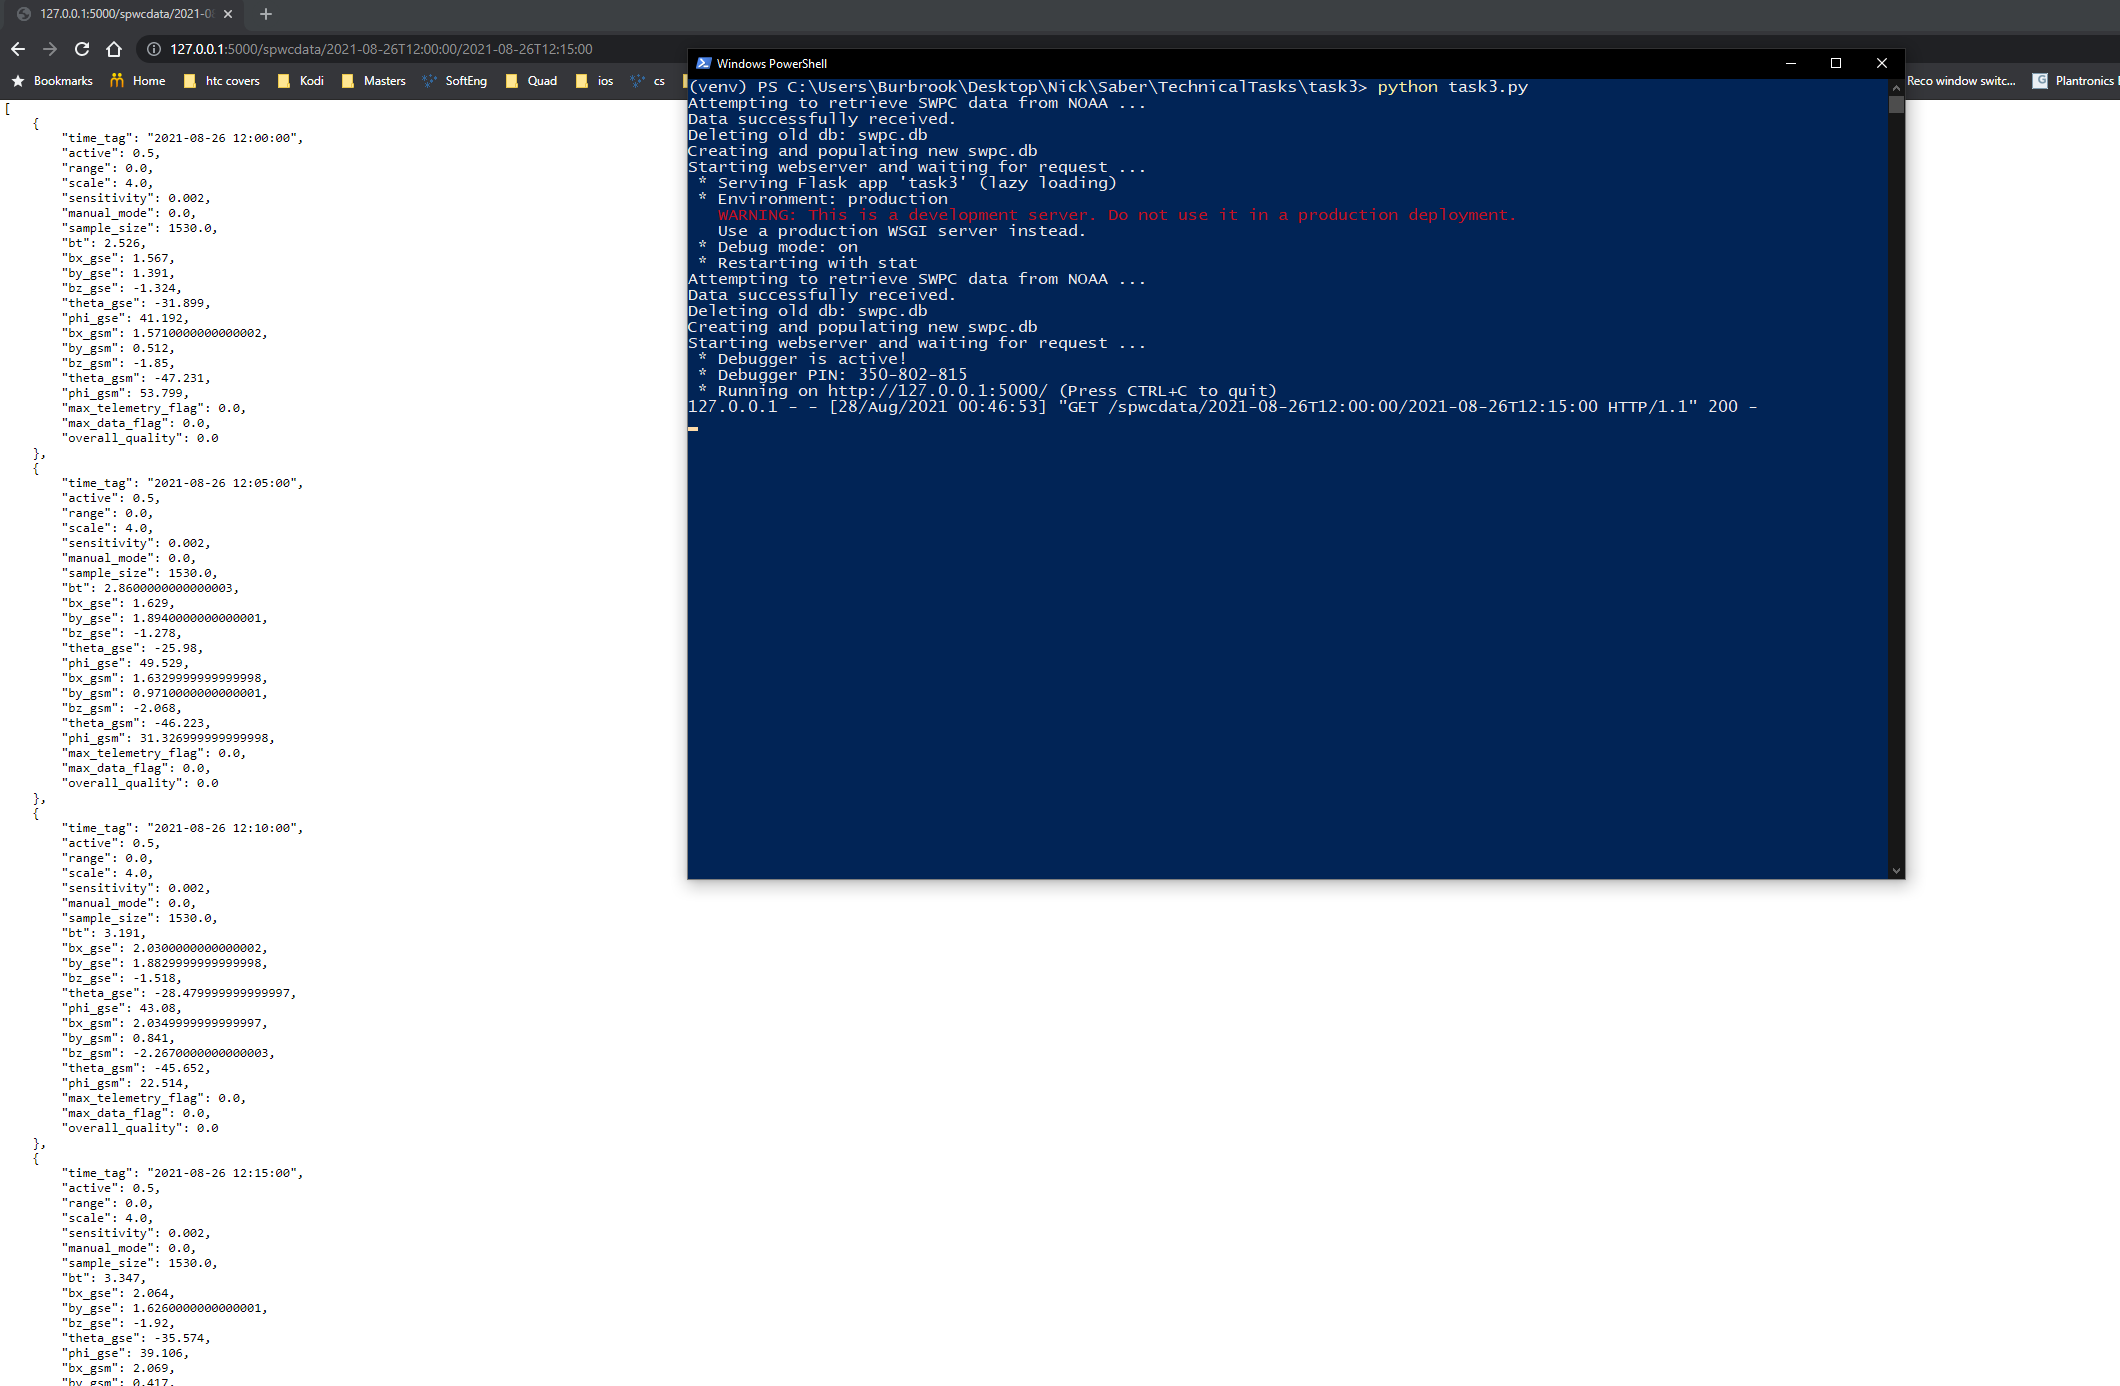 127.0.0.1:5000/spwcdata/2021-08
127.0.0.1:5000/spwcdata/2021-08-26T12:00:00/2021-08-26T12:15:00
Bookmarks Home htc covers Kodi Masters SoftEng Quad ios cs Reco window switc... Plantronics
[
{
"time_tag": "2021-08-26 12:00:00",
"active": 0.5,
"range": 0.0,
"scale": 4.0,
"sensitivity": 0.002,
"manual_mode": 0.0,
"sample_size": 1530.0,
"bt": 2.526,
"bx_gse": 1.567,
"by_gse": 1.391,
"bz_gse": -1.324,
"theta_gse": -31.899,
"phi_gse": 41.192,
"bx_gsm": 1.5710000000000002,
"by_gsm": 0.512,
"bz_gsm": -1.85,
"theta_gsm": -47.231,
"phi_gsm": 53.799,
"max_telemetry_flag": 0.0,
"max_data_flag": 0.0,
"overall_quality": 0.0
},
{
"time_tag": "2021-08-26 12:05:00",
"active": 0.5,
"range": 0.0,
"scale": 4.0,
"sensitivity": 0.002,
"manual_mode": 0.0,
"sample_size": 1530.0,
"bt": 2.8600000000000003,
"bx_gse": 1.629,
"by_gse": 1.8940000000000001,
"bz_gse": -1.278,
"theta_gse": -25.98,
"phi_gse": 49.529,
"bx_gsm": 1.6329999999999998,
"by_gsm": 0.9710000000000001,
"bz_gsm": -2.068,
"theta_gsm": -46.223,
"phi_gsm": 31.326999999999998,
"max_telemetry_flag": 0.0,
"max_data_flag": 0.0,
"overall_quality": 0.0
},
{
"time_tag": "2021-08-26 12:10:00",
"active": 0.5,
"range": 0.0,
"scale": 4.0,
"sensitivity": 0.002,
"manual_mode": 0.0,
"sample_size": 1530.0,
"bt": 3.191,
"bx_gse": 2.0300000000000002,
"by_gse": 1.8829999999999998,
"bz_gse": -1.518,
"theta_gse": -28.479999999999997,
"phi_gse": 43.08,
"bx_gsm": 2.0349999999999997,
"by_gsm": 0.841,
"bz_gsm": -2.2670000000000003,
"theta_gsm": -45.652,
"phi_gsm": 22.514,
"max_telemetry_flag": 0.0,
"max_data_flag": 0.0,
"overall_quality": 0.0
},
{
"time_tag": "2021-08-26 12:15:00",
"active": 0.5,
"range": 0.0,
"scale": 4.0,
"sensitivity": 0.002,
"manual_mode": 0.0,
"sample_size": 1530.0,
"bt": 3.347,
"bx_gse": 2.064,
"by_gse": 1.6260000000000001,
"bz_gse": -1.92,
"theta_gse": -35.574,
"phi_gse": 39.106,
"bx_gsm": 2.069,
"by_gsm": 0.417,
Windows PowerShell
(venv) PS C:\Users\Burbrook\Desktop\Nick\Saber\TechnicalTasks\task3> python task3.py
Attempting to retrieve SWPC data from NOAA ...
Data successfully received.
Deleting old db: swpc.db
Creating and populating new swpc.db
Starting webserver and waiting for request ...
* Serving Flask app 'task3' (lazy loading)
* Environment: production
WARNING: This is a development server. Do not use it in a production deployment.
Use a production WSGI server instead.
* Debug mode: on
* Restarting with stat
Attempting to retrieve SWPC data from NOAA ...
Data successfully received.
Deleting old db: swpc.db
Creating and populating new swpc.db
Starting webserver and waiting for request ...
* Debugger is active!
* Debugger PIN: 350-802-815
* Running on http://127.0.0.1:5000/ (Press CTRL+C to quit)
127.0.0.1 - - [28/Aug/2021 00:46:53] "GET /spwcdata/2021-08-26T12:00:00/2021-08-26T12:15:00 HTTP/1.1" 200 -